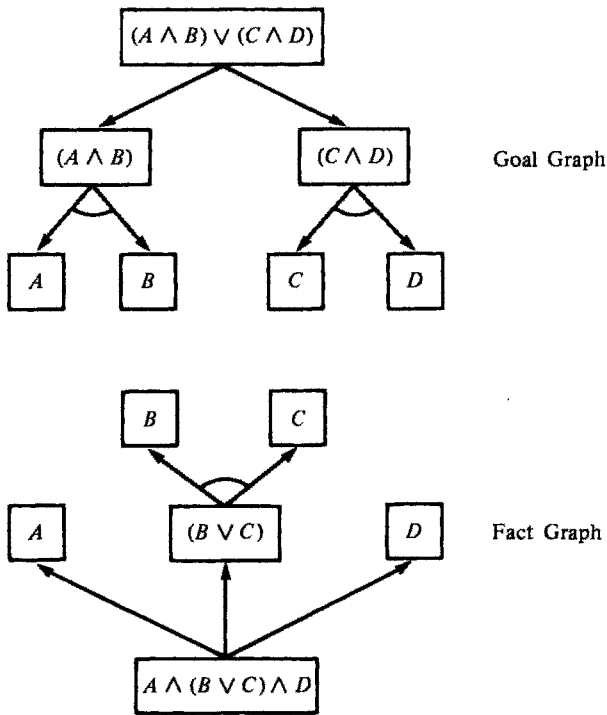 (A ∧ B) ∨ (C ∧ D)
(A ∧ B)
(C ∧ D)
Goal Graph
A
B
C
D
B
C
A
(B ∨ C)
D
Fact Graph
A ∧ (B ∨ C) ∧ D